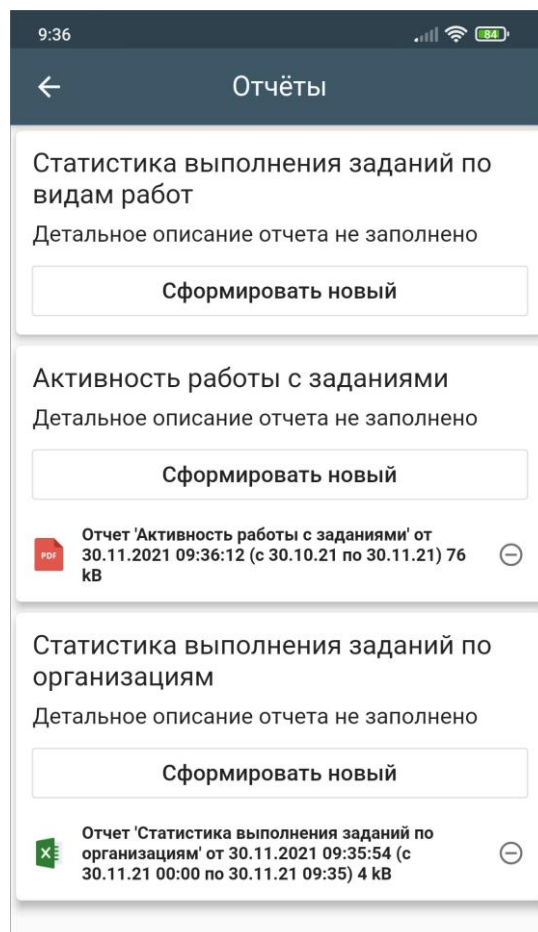 9:36
84
Отчёты
Статистика выполнения заданий по
видам работ
Детальное описание отчета не заполнено
Сформировать новый
Активность работы с заданиями
Детальное описание отчета не заполнено
Сформировать новый
PDF
Отчет 'Активность работы с заданиями' от
30.11.2021 09:36:12 (с 30.10.21 по 30.11.21) 76
kB
Статистика выполнения заданий по
организациям
Детальное описание отчета не заполнено
Сформировать новый
X
Отчет 'Статистика выполнения заданий по
организациям' от 30.11.2021 09:35:54 (с
30.11.21 00:00 по 30.11.21 09:35) 4 kB